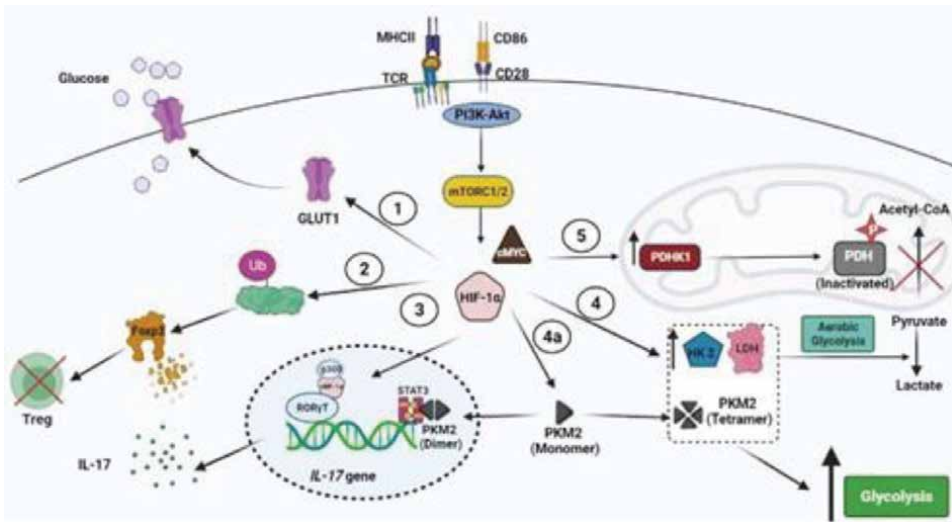 MHCII
CD86
TCR
CD28
Glucose
PI3K-Akt
mTORC1/2
GLUT1
1
cMYC
5
PDHK1
P
PDH
(Inactivated)
Acetyl-CoA
Ub
2
HIF-1α
3
4
4a
Foxp3
Treg
HK 2
LDH
Aerobic
Glycolysis
Pyruvate
Lactate
p300
HIF-1α
RORγT
STAT3
PKM2
(Dimer)
PKM2
(Monomer)
PKM2
(Tetramer)
IL-17
IL-17 gene
Glycolysis